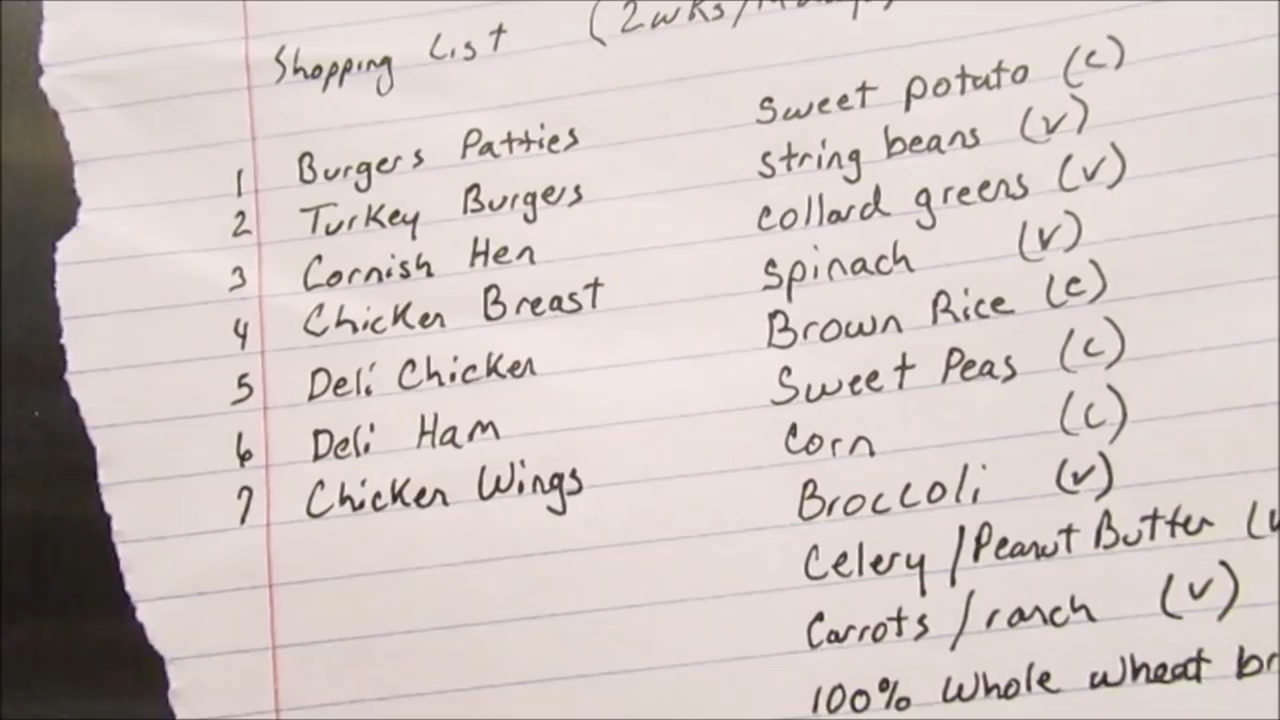 Shopping List (2wks/
1 Burgers Patties
2 Turkey Burgers
3 Cornish Hen
4 Chicken Breast
5 Deli Chicken
6 Deli Ham
7 Chicken Wings
Sweet potato (c)
String beans (v)
Collard greens (v)
Spinach (v)
Brown Rice (c)
Sweet Peas (c)
Corn (c)
Broccoli (v)
Celery / Peanut Butter (v
Carrots / ranch (v)
100% whole wheat br